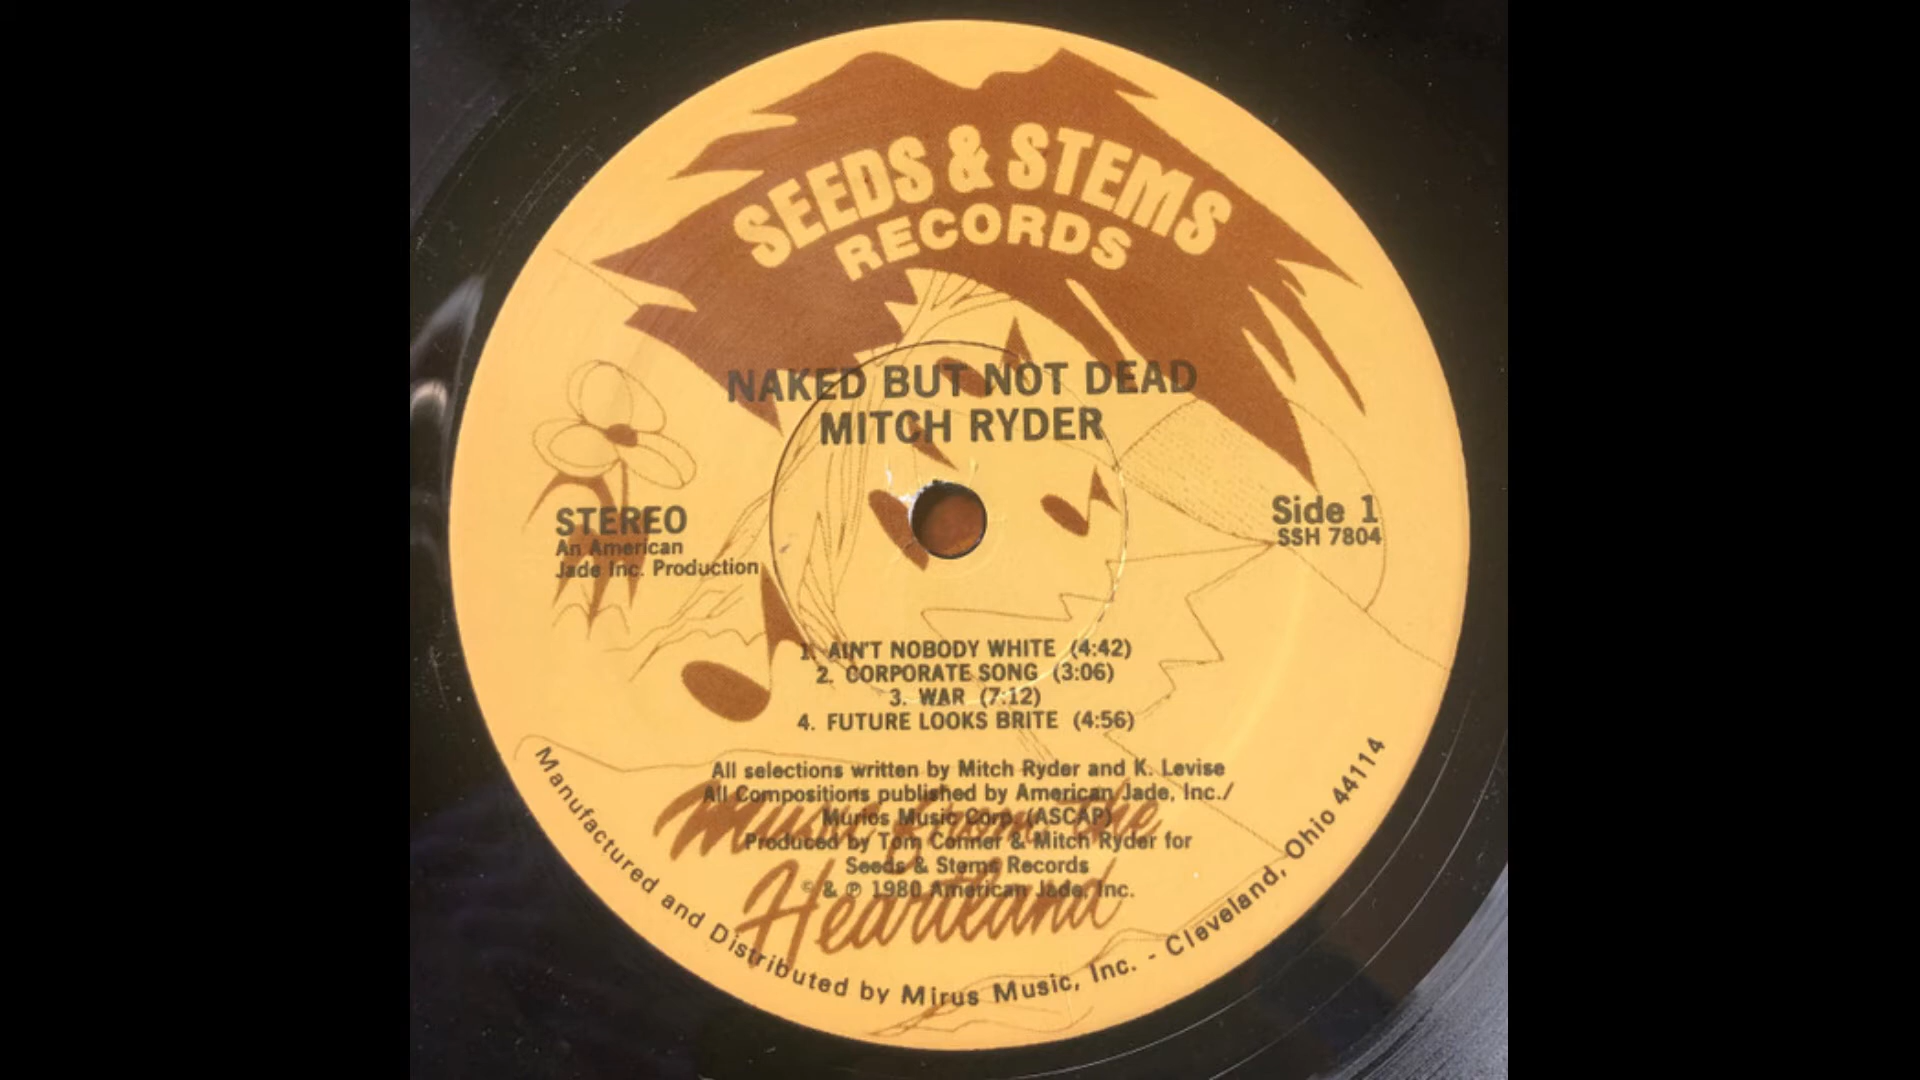 SEEDS & STEMS
RECORDS
NAKED BUT NOT DEAD
MITCH RYDER
STEREO
An American
Jade Inc. Production
Side 1
SSH 7804
1. AIN'T NOBODY WHITE (4:42)
2. CORPORATE SONG (3:06)
3. WAR (7:12)
4. FUTURE LOOKS BRITE (4:56)
All selections written by Mitch Ryder and K. Levise
All Compositions published by American Jade, Inc./
Murios Music Corp. (ASCAP)
Produced by Tom Conner & Mitch Ryder for
Seeds & Stems Records
© & ℗ 1980 American Jade, Inc.
Music from the
Heartland
Manufactured and Distributed by Mirus Music, Inc. - Cleveland, Ohio 44114